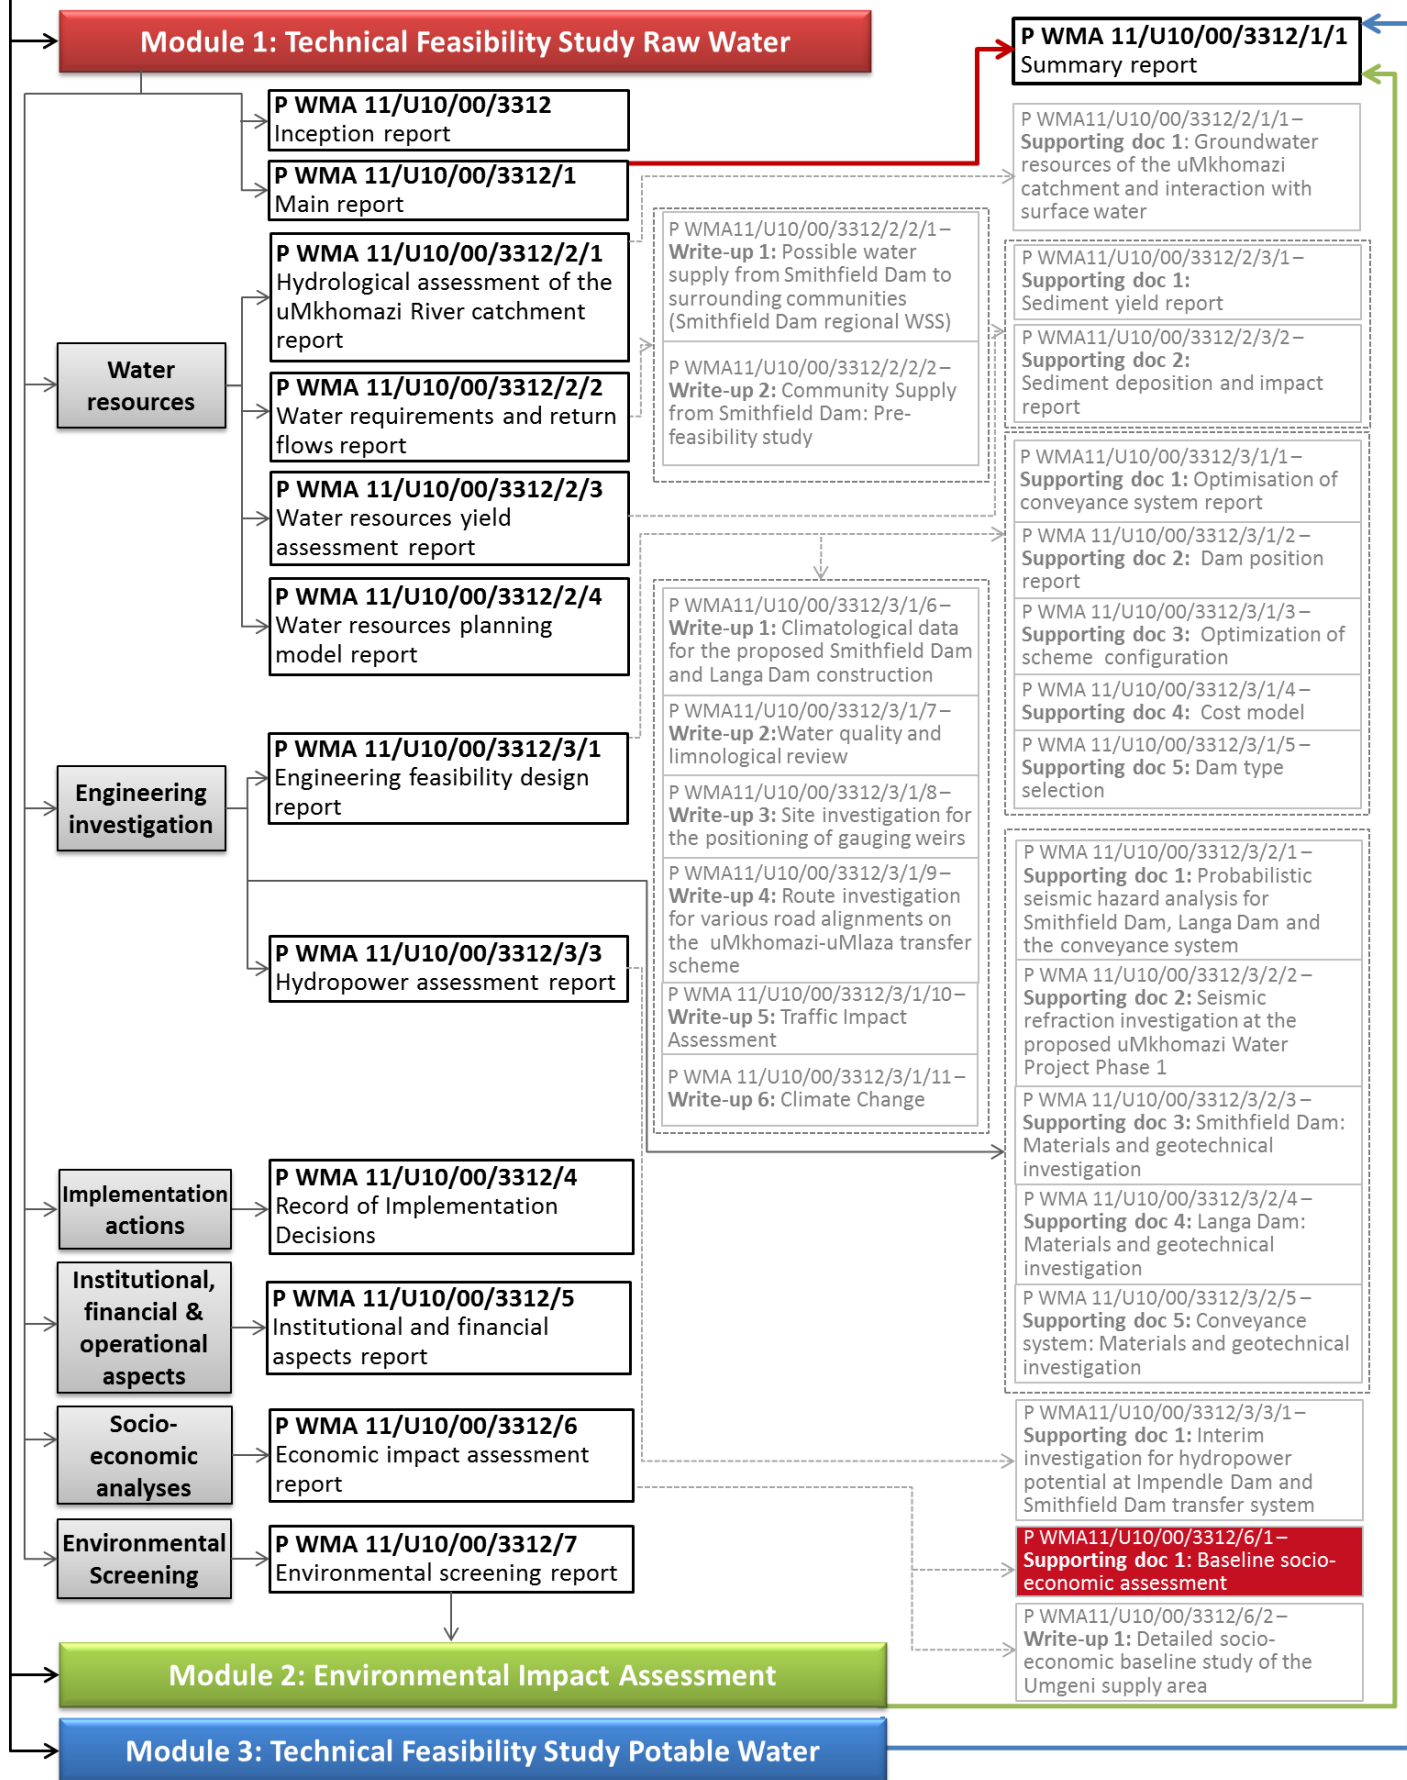 Module 1: Technical Feasibility Study Raw Water
P WMA 11/U10/00/3312/1/1
Summary report
P WMA 11/U10/00/3312
Inception report
P WMA 11/U10/00/3312/1
Main report
Water
resources
P WMA 11/U10/00/3312/2/1
Hydrological assessment of the
uMkhomazi River catchment
report
P WMA 11/U10/00/3312/2/2
Water requirements and return
flows report
P WMA 11/U10/00/3312/2/3
Water resources yield
assessment report
P WMA 11/U10/00/3312/2/4
Water resources planning
model report
P WMA11/U10/00/3312/2/2/1–
Write-up 1: Possible water
supply from Smithfield Dam to
surrounding communities
(Smithfield Dam regional WSS)
P WMA11/U10/00/3312/2/2/2–
Write-up 2: Community Supply
from Smithfield Dam: Pre-
feasibility study
P WMA11/U10/00/3312/2/1/1–
Supporting doc 1: Groundwater
resources of the uMkhomazi
catchment and interaction with
surface water
P WMA11/U10/00/3312/2/3/1–
Supporting doc 1:
Sediment yield report
P WMA11/U10/00/3312/2/3/2–
Supporting doc 2:
Sediment deposition and impact
report
Engineering
investigation
P WMA 11/U10/00/3312/3/1
Engineering feasibility design
report
P WMA 11/U10/00/3312/3/3
Hydropower assessment report
P WMA11/U10/00/3312/3/1/6–
Write-up 1: Climatological data
for the proposed Smithfield Dam
and Langa Dam construction
P WMA11/U10/00/3312/3/1/7–
Write-up 2:Water quality and
limnological review
P WMA11/U10/00/3312/3/1/8–
Write-up 3: Site investigation for
the positioning of gauging weirs
P WMA11/U10/00/3312/3/1/9–
Write-up 4: Route investigation
for various road alignments on
the uMkhomazi-uMlaza transfer
scheme
P WMA 11/U10/00/3312/3/1/10–
Write-up 5: Traffic Impact
Assessment
P WMA 11/U10/00/3312/3/1/11–
Write-up 6: Climate Change
P WMA11/U10/00/3312/3/1/1–
Supporting doc 1: Optimisation of
conveyance system report
P WMA 11/U10/00/3312/3/1/2–
Supporting doc 2: Dam position
report
P WMA 11/U10/00/3312/3/1/3–
Supporting doc 3: Optimization of
scheme configuration
P WMA 11/U10/00/3312/3/1/4–
Supporting doc 4: Cost model
P WMA 11/U10/00/3312/3/1/5–
Supporting doc 5: Dam type
selection
P WMA 11/U10/00/3312/3/2/1–
Supporting doc 1: Probabilistic
seismic hazard analysis for
Smithfield Dam, Langa Dam and
the conveyance system
P WMA 11/U10/00/3312/3/2/2–
Supporting doc 2: Seismic
refraction investigation at the
proposed uMkhomazi Water
Project Phase 1
P WMA 11/U10/00/3312/3/2/3–
Supporting doc 3: Smithfield Dam:
Materials and geotechnical
investigation
P WMA 11/U10/00/3312/3/2/4–
Supporting doc 4: Langa Dam:
Materials and geotechnical
investigation
P WMA 11/U10/00/3312/3/2/5–
Supporting doc 5: Conveyance
system: Materials and geotechnical
investigation
P WMA11/U10/00/3312/3/3/1–
Supporting doc 1: Interim
investigation for hydropower
potential at Impendle Dam and
Smithfield Dam transfer system
Implementation
actions
P WMA 11/U10/00/3312/4
Record of Implementation
Decisions
Institutional,
financial &
operational
aspects
P WMA 11/U10/00/3312/5
Institutional and financial
aspects report
Socio-
economic
analyses
P WMA 11/U10/00/3312/6
Economic impact assessment
report
P WMA11/U10/00/3312/6/1–
Supporting doc 1: Baseline socio-
economic assessment
P WMA11/U10/00/3312/6/2–
Write-up 1: Detailed socio-
economic baseline study of the
Umgeni supply area
Environmental
Screening
P WMA 11/U10/00/3312/7
Environmental screening report
Module 2: Environmental Impact Assessment
Module 3: Technical Feasibility Study Potable Water